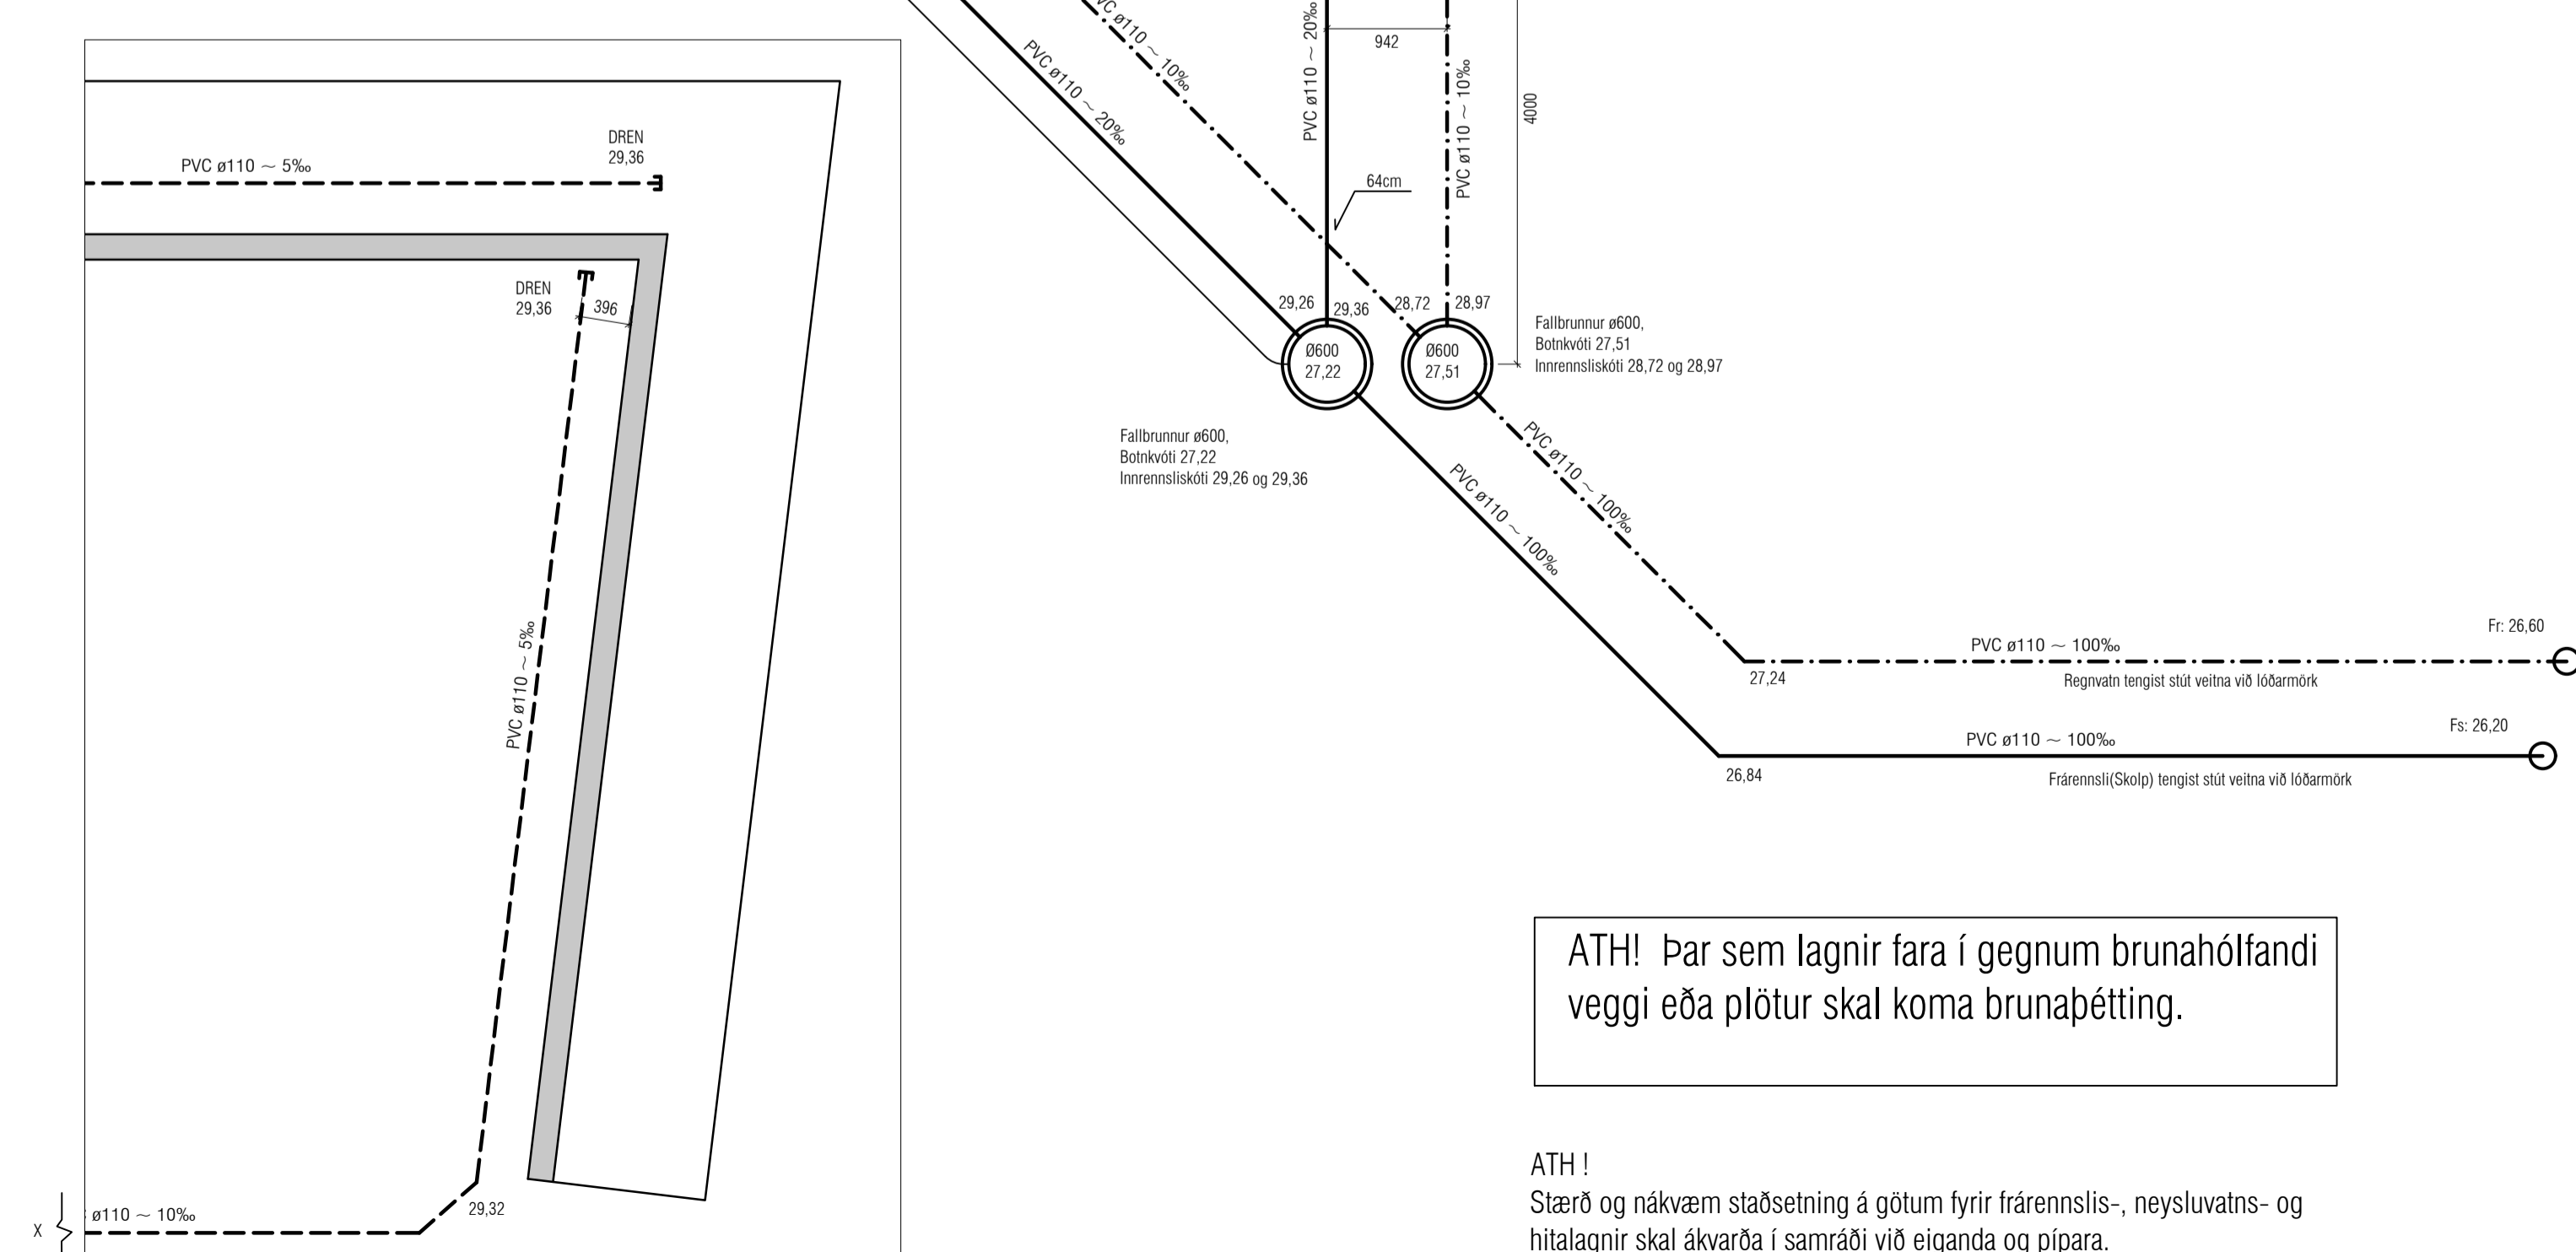 PVC ø110 ~ 5‰
DREN
29,36
DREN
29,36
396
PVC ø110 ~ 5‰
29,32
ø110 ~ 10‰
X
PVC ø110 ~ 20‰
VC ø110 ~ 10‰
PVC ø110 ~ 20‰
942
PVC ø110 ~ 10‰
4000
64cm
29,26
29,36
28,72
28,97
Ø600
27,22
Ø600
27,51
Fallbrunnur ø600,
Botnkvóti 27,51
Innrennsliskóti 28,72 og 28,97
Fallbrunnur ø600,
Botnkvóti 27,22
Innrennsliskóti 29,26 og 29,36
PVC ø110 ~ 100‰
PVC ø110 ~ 100‰
Fr: 26,60
PVC ø110 ~ 100‰
27,24
Regnvatn tengist stút veitna við lóðarmörk
Fs: 26,20
PVC ø110 ~ 100‰
26,84
Frárennsli(Skolp) tengist stút veitna við lóðarmörk
ATH! Þar sem lagnir fara í gegnum brunahólfandi
veggi eða plötur skal koma brunaþétting.
ATH !
Stærð og nákvæm staðsetning á götum fyrir frárennslis-, neysluvatns- og
hitalagnir skal ákvarða í samráði við eiganda og pípara.